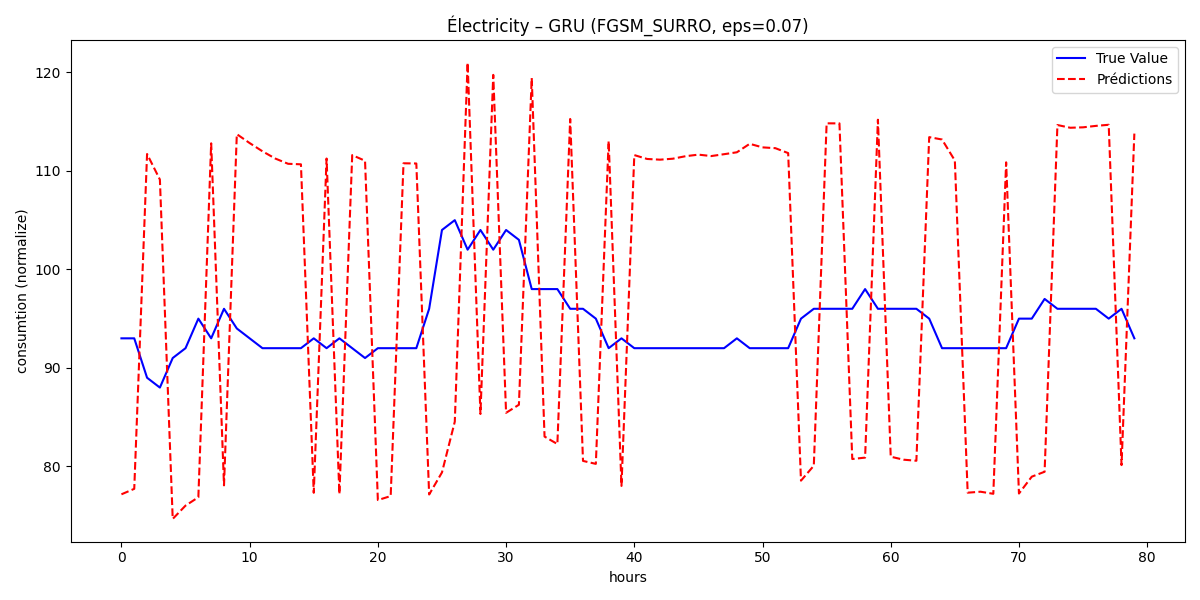 Électricity – GRU (FGSM_SURRO, eps=0.07)
True Value
Prédictions
consumtion (normalize)
120
110
100
90
80
0 10 20 30 40 50 60 70 80
hours